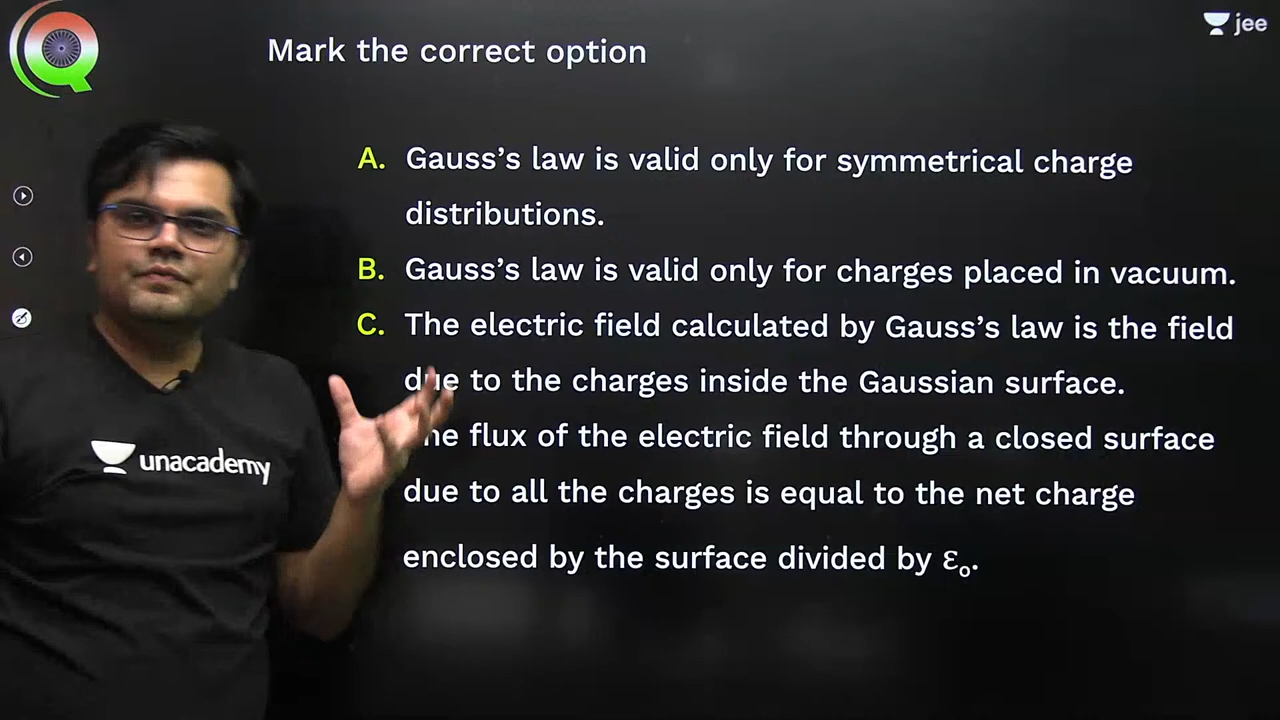 jee
Mark the correct option
A. Gauss's law is valid only for symmetrical charge
distributions.
B. Gauss's law is valid only for charges placed in vacuum.
C. The electric field calculated by Gauss's law is the field
due to the charges inside the Gaussian surface.
flux of the electric field through a closed surface
due to all the charges is equal to the net charge
enclosed by the surface divided by ε₀.
unacademy